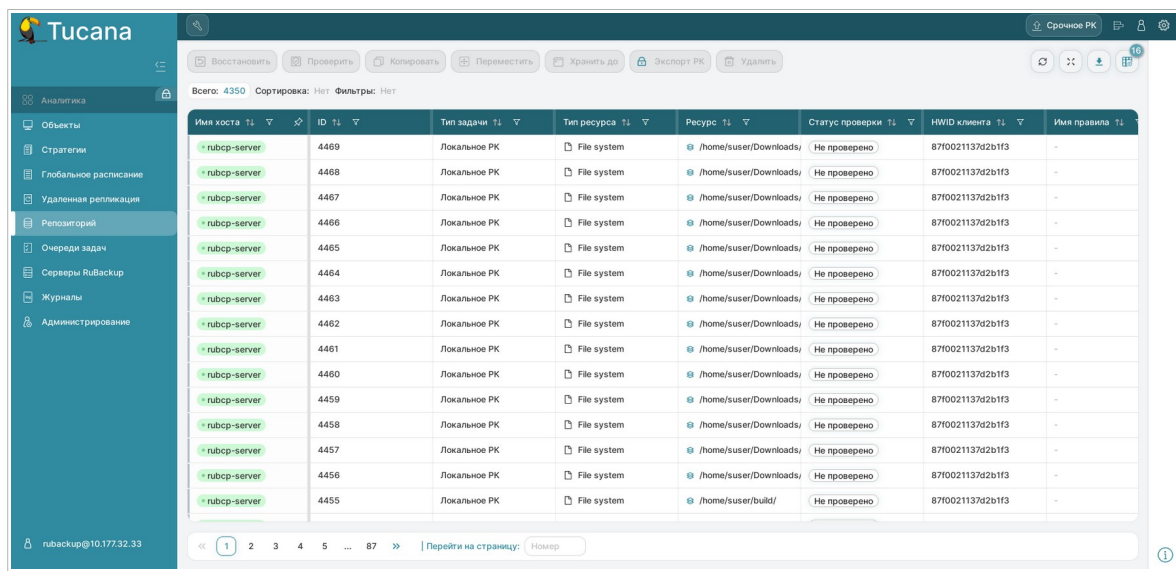 Tucana
Срочное РК
Восстановить Проверить Копировать Переместить Хранить до Экспорт РК Удалить
16
Всего: 4350 Сортировка: Нет Фильтры: Нет
Аналитика
Объекты
Стратегии
Глобальное расписание
Удаленная репликация
Репозиторий
Очереди задач
Серверы RuBackup
Журналы
Администрирование
rubackup@10.177.32.33
Имя хоста ID Тип задачи Тип ресурса Ресурс Статус проверки HWID клиента Имя правила
rubcp-server 4469 Локальное РК File system /home/suser/Downloads/ Не проверено 87f0021137d2b1f3 -
rubcp-server 4468 Локальное РК File system /home/suser/Downloads/ Не проверено 87f0021137d2b1f3 -
rubcp-server 4467 Локальное РК File system /home/suser/Downloads/ Не проверено 87f0021137d2b1f3 -
rubcp-server 4466 Локальное РК File system /home/suser/Downloads/ Не проверено 87f0021137d2b1f3 -
rubcp-server 4465 Локальное РК File system /home/suser/Downloads/ Не проверено 87f0021137d2b1f3 -
rubcp-server 4464 Локальное РК File system /home/suser/Downloads/ Не проверено 87f0021137d2b1f3 -
rubcp-server 4463 Локальное РК File system /home/suser/Downloads/ Не проверено 87f0021137d2b1f3 -
rubcp-server 4462 Локальное РК File system /home/suser/Downloads/ Не проверено 87f0021137d2b1f3 -
rubcp-server 4461 Локальное РК File system /home/suser/Downloads/ Не проверено 87f0021137d2b1f3 -
rubcp-server 4460 Локальное РК File system /home/suser/Downloads/ Не проверено 87f0021137d2b1f3 -
rubcp-server 4459 Локальное РК File system /home/suser/Downloads/ Не проверено 87f0021137d2b1f3 -
rubcp-server 4458 Локальное РК File system /home/suser/Downloads/ Не проверено 87f0021137d2b1f3 -
rubcp-server 4457 Локальное РК File system /home/suser/Downloads/ Не проверено 87f0021137d2b1f3 -
rubcp-server 4456 Локальное РК File system /home/suser/Downloads/ Не проверено 87f0021137d2b1f3 -
rubcp-server 4455 Локальное РК File system /home/suser/build/ Не проверено 87f0021137d2b1f3 -
« 1 2 3 4 5 ... 87 » | Перейти на страницу: Номер